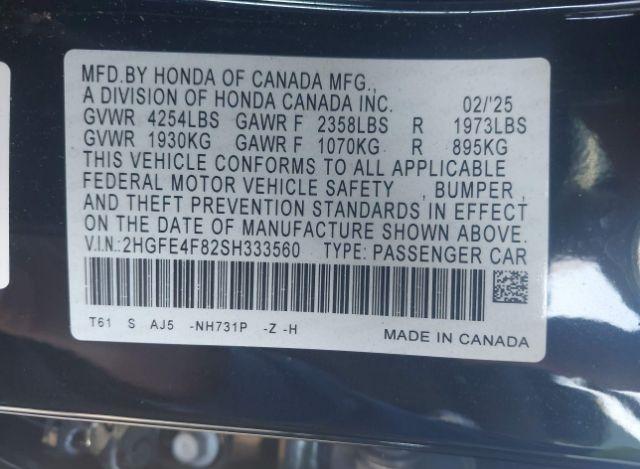 MFD.BY HONDA OF CANADA MFG.,
A DIVISION OF HONDA CANADA INC. 02/'25
GVWR 4254LBS GAWR F 2358LBS R 1973LBS
GVWR 1930KG GAWR F 1070KG R 895KG
THIS VEHICLE CONFORMS TO ALL APPLICABLE
FEDERAL MOTOR VEHICLE SAFETY , BUMPER ,
AND THEFT PREVENTION STANDARDS IN EFFECT
ON THE DATE OF MANUFACTURE SHOWN ABOVE.
V.I.N.:2HGFE4F82SH333560 TYPE: PASSENGER CAR
T61 S AJ5 -NH731P -Z -H
MADE IN CANADA